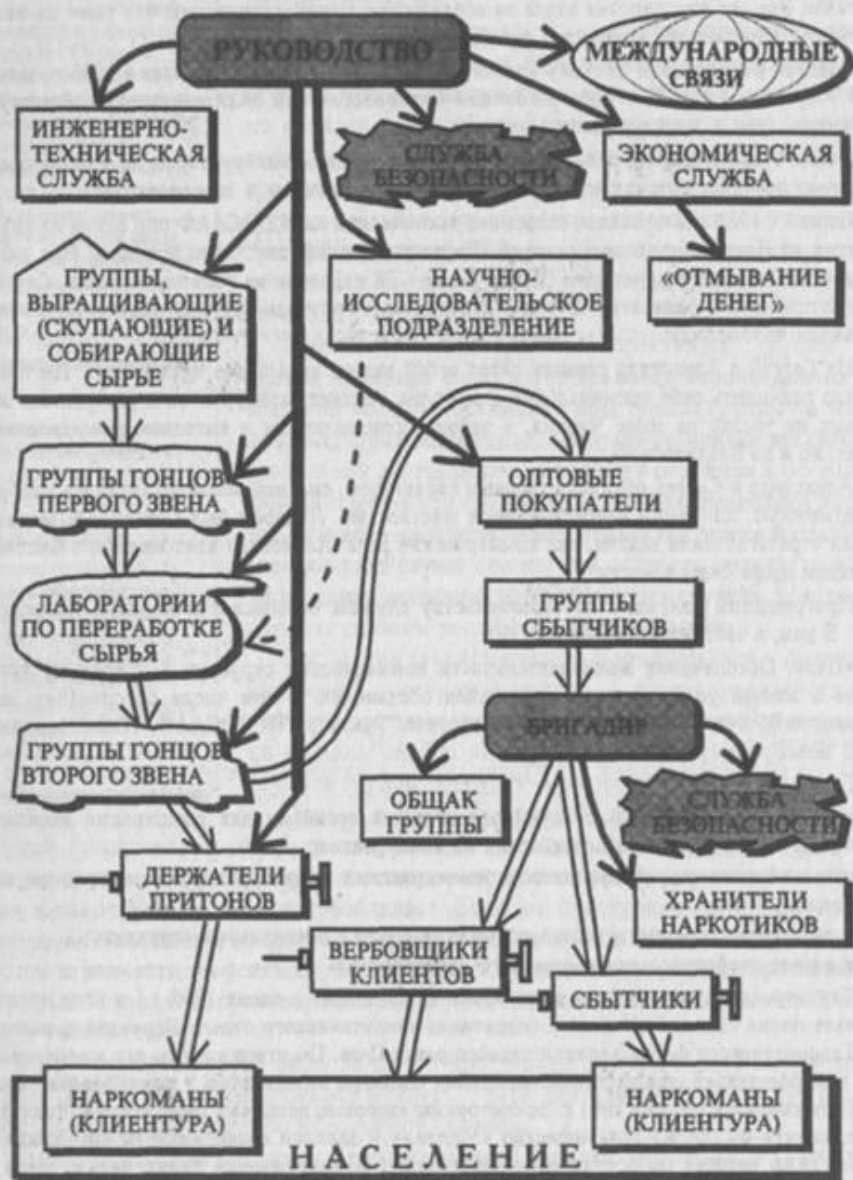 РУКОВОДСТВО
МЕЖДУНАРОДНЫЕ
СВЯЗИ
ИНЖЕНЕРНО-
ТЕХНИЧЕСКАЯ
СЛУЖБА
СЛУЖБА
БЕЗОПАСНОСТИ
ЭКОНОМИЧЕСКАЯ
СЛУЖБА
ГРУППЫ,
ВЫРАЩИВАЮЩИЕ
(СКУПАЮЩИЕ) И
СОБИРАЮЩИЕ
СЫРЬЕ
НАУЧНО-
ИССЛЕДОВАТЕЛЬСКОЕ
ПОДРАЗДЕЛЕНИЕ
«ОТМЫВАНИЕ
ДЕНЕГ»
ГРУППЫ ГОНЦОВ
ПЕРВОГО ЗВЕНА
ОПТОВЫЕ
ПОКУПАТЕЛИ
ЛАБОРАТОРИИ
ПО ПЕРЕРАБОТКЕ
СЫРЬЯ
ГРУППЫ
СБЫТЧИКОВ
ГРУППЫ ГОНЦОВ
ВТОРОГО ЗВЕНА
БРИГАДИР
ОБЩАК
ГРУППЫ
СЛУЖБА
БЕЗОПАСНОСТИ
ДЕРЖАТЕЛИ
ПРИТОНОВ
ХРАНИТЕЛИ
НАРКОТИКОВ
ВЕРБОВЩИКИ
КЛИЕНТОВ
СБЫТЧИКИ
НАРКОМАНЫ
(КЛИЕНТУРА)
НАРКОМАНЫ
(КЛИЕНТУРА)
НАСЕЛЕНИЕ